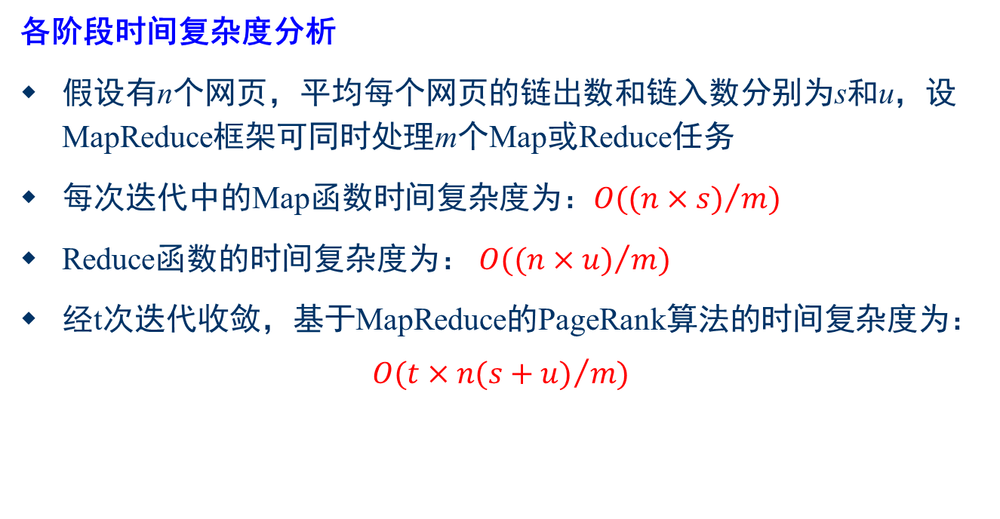 各阶段时间复杂度分析
◆ 假设有n个网页，平均每个网页的链出数和链入数分别为s和u，设
MapReduce框架可同时处理m个Map或Reduce任务
◆ 每次迭代中的Map函数时间复杂度为：O((n × s)/m)
◆ Reduce函数的时间复杂度为： O((n × u)/m)
◆ 经t次迭代收敛，基于MapReduce的PageRank算法的时间复杂度为：
O(t × n(s + u)/m)